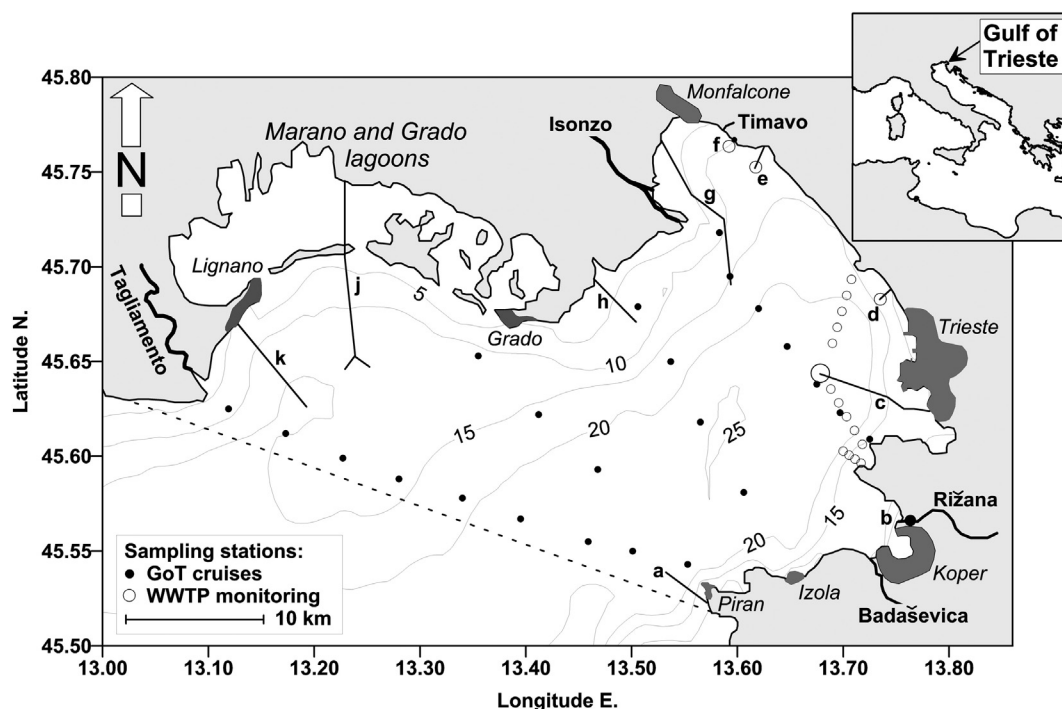 Gulf of
Trieste
45.80
45.75
45.70
45.65
45.60
45.55
45.50
Latitude N.
N
Marano and Grado
lagoons
Monfalcone
Isonzo
Timavo
f
e
g
Lignano
Tagliamento
j
5
h
d
Trieste
Grado
10
k
c
15
20
25
15
b
Rižana
20
a
Koper
Piran
Izola
Badaševica
Sampling stations:
GoT cruises
WWTP monitoring
10 km
13.00
13.10
13.20
13.30
13.40
13.50
13.60
13.70
13.80
Longitude E.